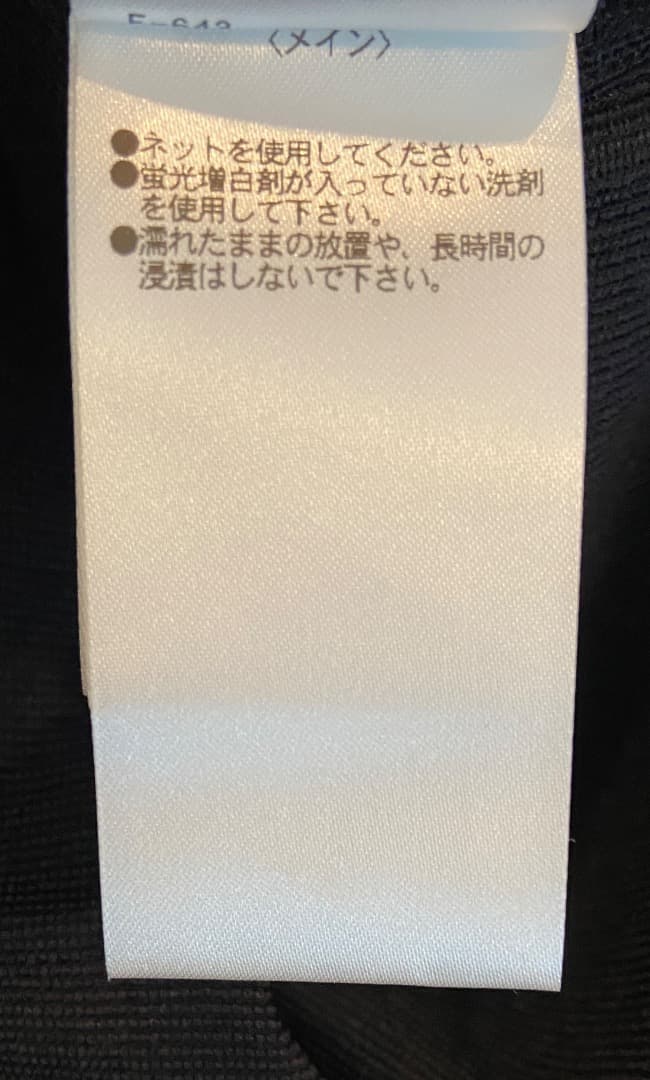 〈メイン〉
●ネットを使用してください。
●蛍光増白剤が入っていない洗剤
を使用して下さい。
●濡れたままの放置や、長時間の
浸漬はしないで下さい。